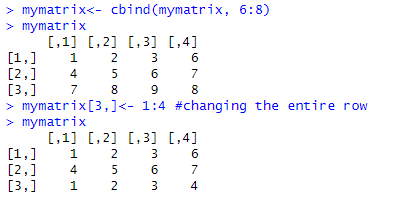 > mymatrix<- cbind(mymatrix, 6:8)
> mymatrix
     [,1] [,2] [,3] [,4]
[1,]    1    2    3    6
[2,]    4    5    6    7
[3,]    7    8    9    8
> mymatrix[3,]<- 1:4 #changing the entire row
> mymatrix
     [,1] [,2] [,3] [,4]
[1,]    1    2    3    6
[2,]    4    5    6    7
[3,]    1    2    3    4